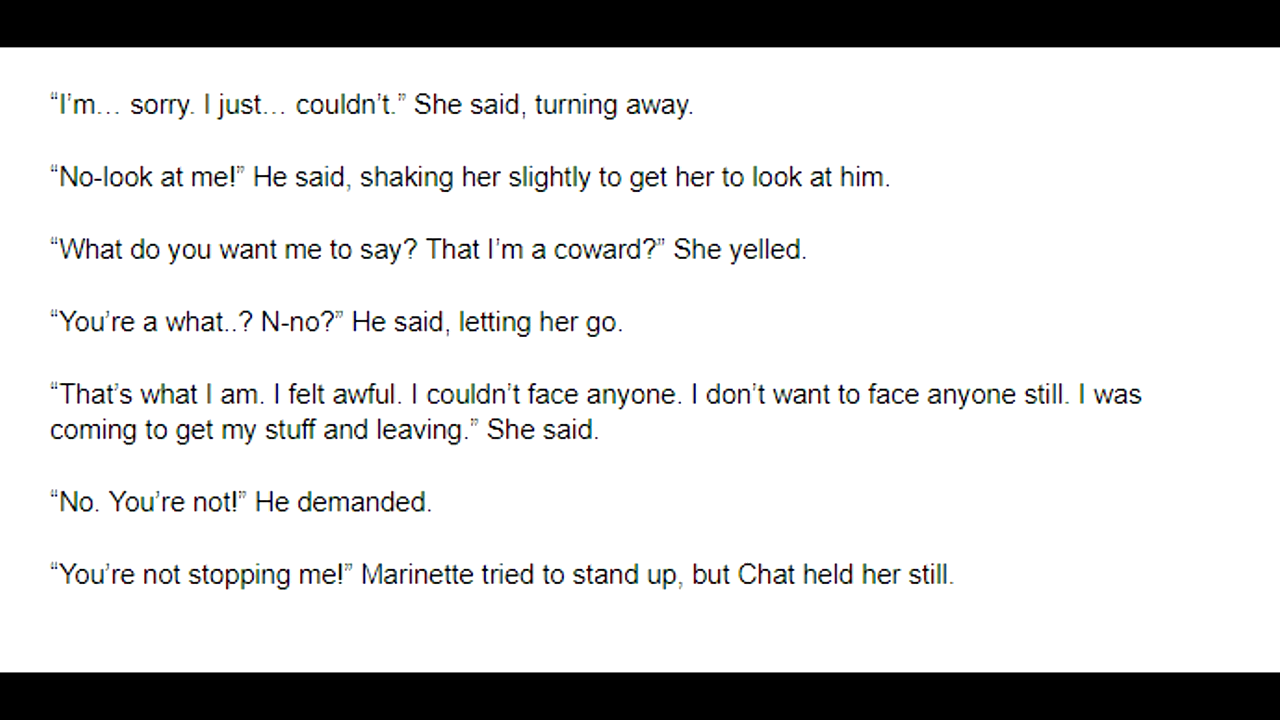 “I’m… sorry. I just… couldn’t.” She said, turning away.
“No-look at me!” He said, shaking her slightly to get her to look at him.
“What do you want me to say? That I’m a coward?” She yelled.
“You’re a what..? N-no?” He said, letting her go.
“That’s what I am. I felt awful. I couldn’t face anyone. I don’t want to face anyone still. I was
coming to get my stuff and leaving.” She said.
“No. You’re not!” He demanded.
“You’re not stopping me!” Marinette tried to stand up, but Chat held her still.